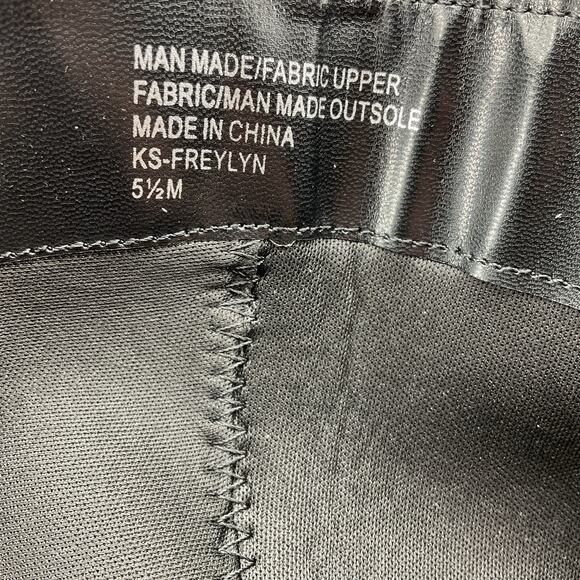 MAN MADE/FABRIC UPPER
FABRIC/MAN MADE OUTSOLE
MADE IN CHINA
KS-FREYLYN
5½M